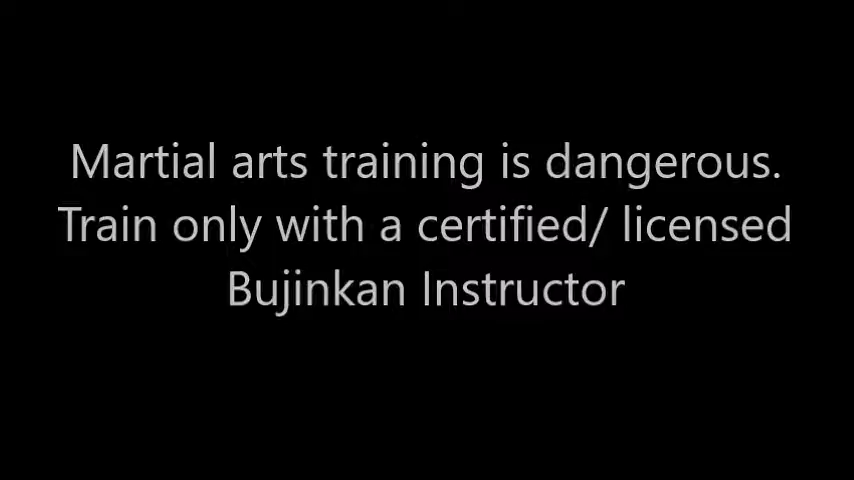 Martial arts training is dangerous.
Train only with a certified/ licensed
Bujinkan Instructor